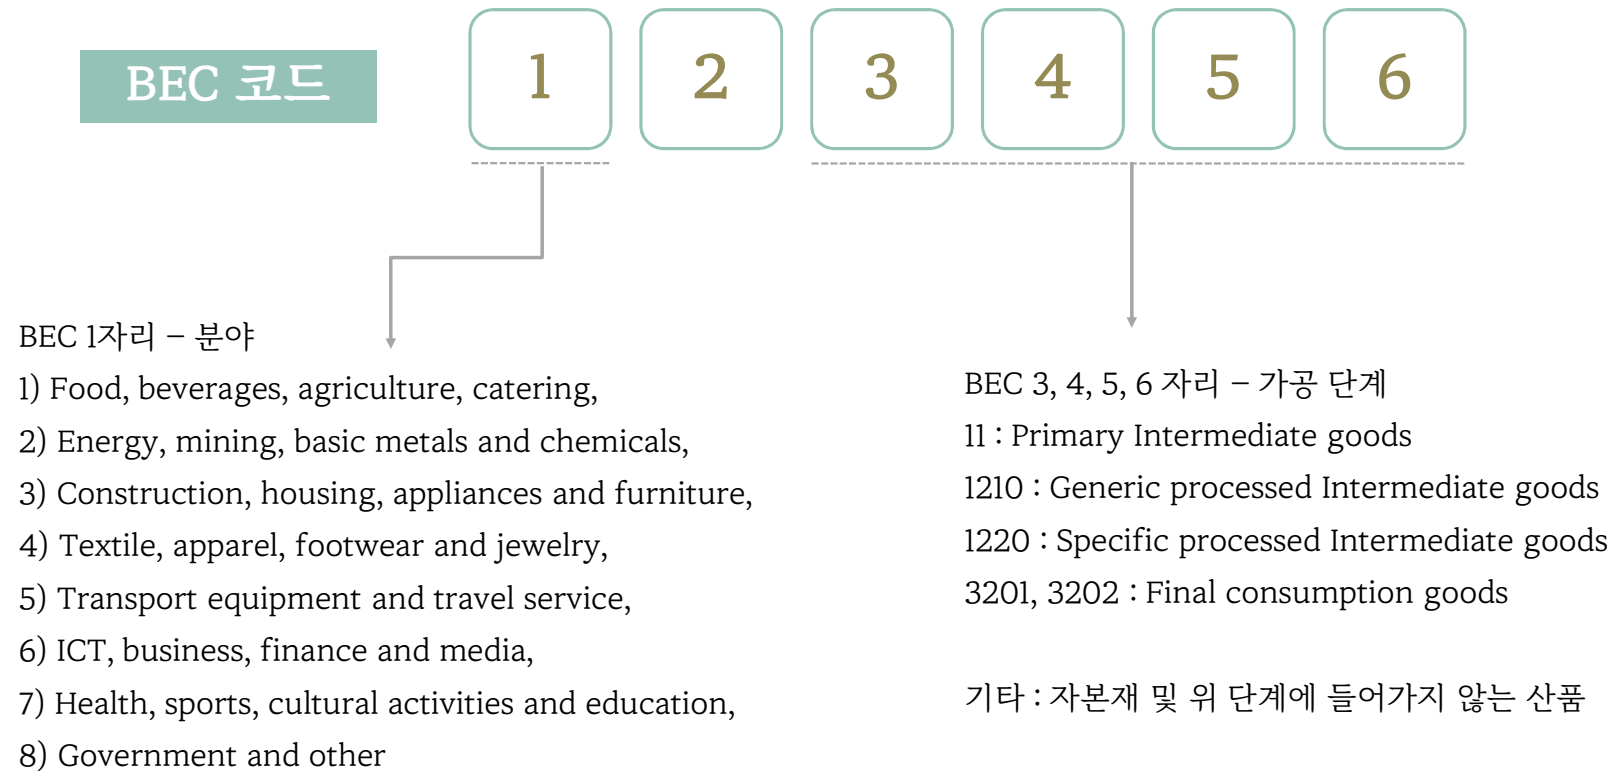 BEC 코드
1 2 3 4 5 6
BEC 1자리 – 분야
1) Food, beverages, agriculture, catering,
2) Energy, mining, basic metals and chemicals,
3) Construction, housing, appliances and furniture,
4) Textile, apparel, footwear and jewelry,
5) Transport equipment and travel service,
6) ICT, business, finance and media,
7) Health, sports, cultural activities and education,
8) Government and other
BEC 3, 4, 5, 6 자리 – 가공 단계
11 : Primary Intermediate goods
1210 : Generic processed Intermediate goods
1220 : Specific processed Intermediate goods
3201, 3202 : Final consumption goods
기타 : 자본재 및 위 단계에 들어가지 않는 산품